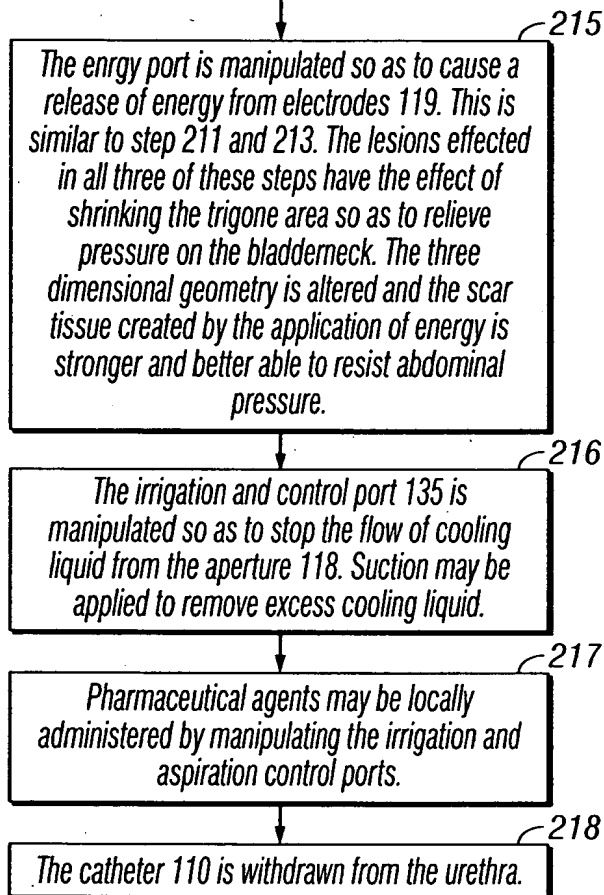 215
The enrgy port is manipulated so as to cause a
release of energy from electrodes 119. This is
similar to step 211 and 213. The lesions effected
in all three of these steps have the effect of
shrinking the trigone area so as to relieve
pressure on the bladderneck. The three
dimensional geometry is altered and the scar
tissue created by the application of energy is
stronger and better able to resist abdominal
pressure.
216
The irrigation and control port 135 is
manipulated so as to stop the flow of cooling
liquid from the aperture 118. Suction may be
applied to remove excess cooling liquid.
217
Pharmaceutical agents may be locally
administered by manipulating the irrigation and
aspiration control ports.
218
The catheter 110 is withdrawn from the urethra.